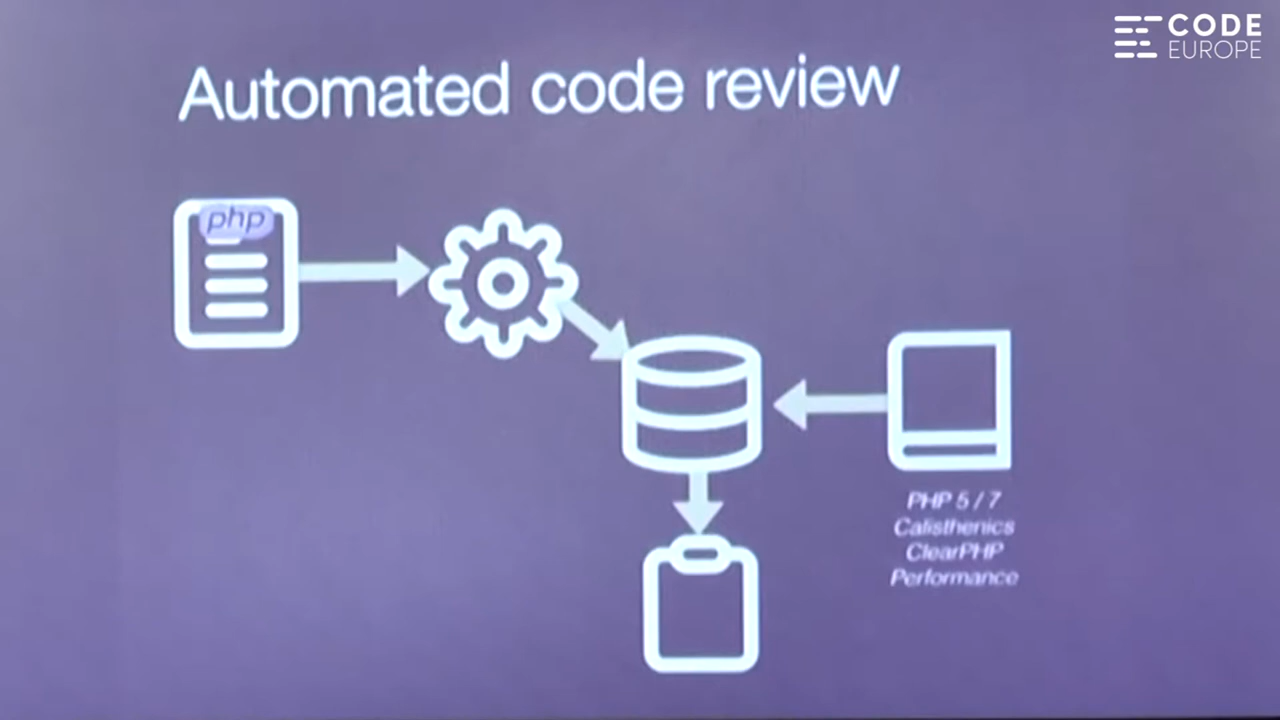 CODE
EUROPE
Automated code review
php
PHP 5 / 7
Calisthenics
ClearPHP
Performance